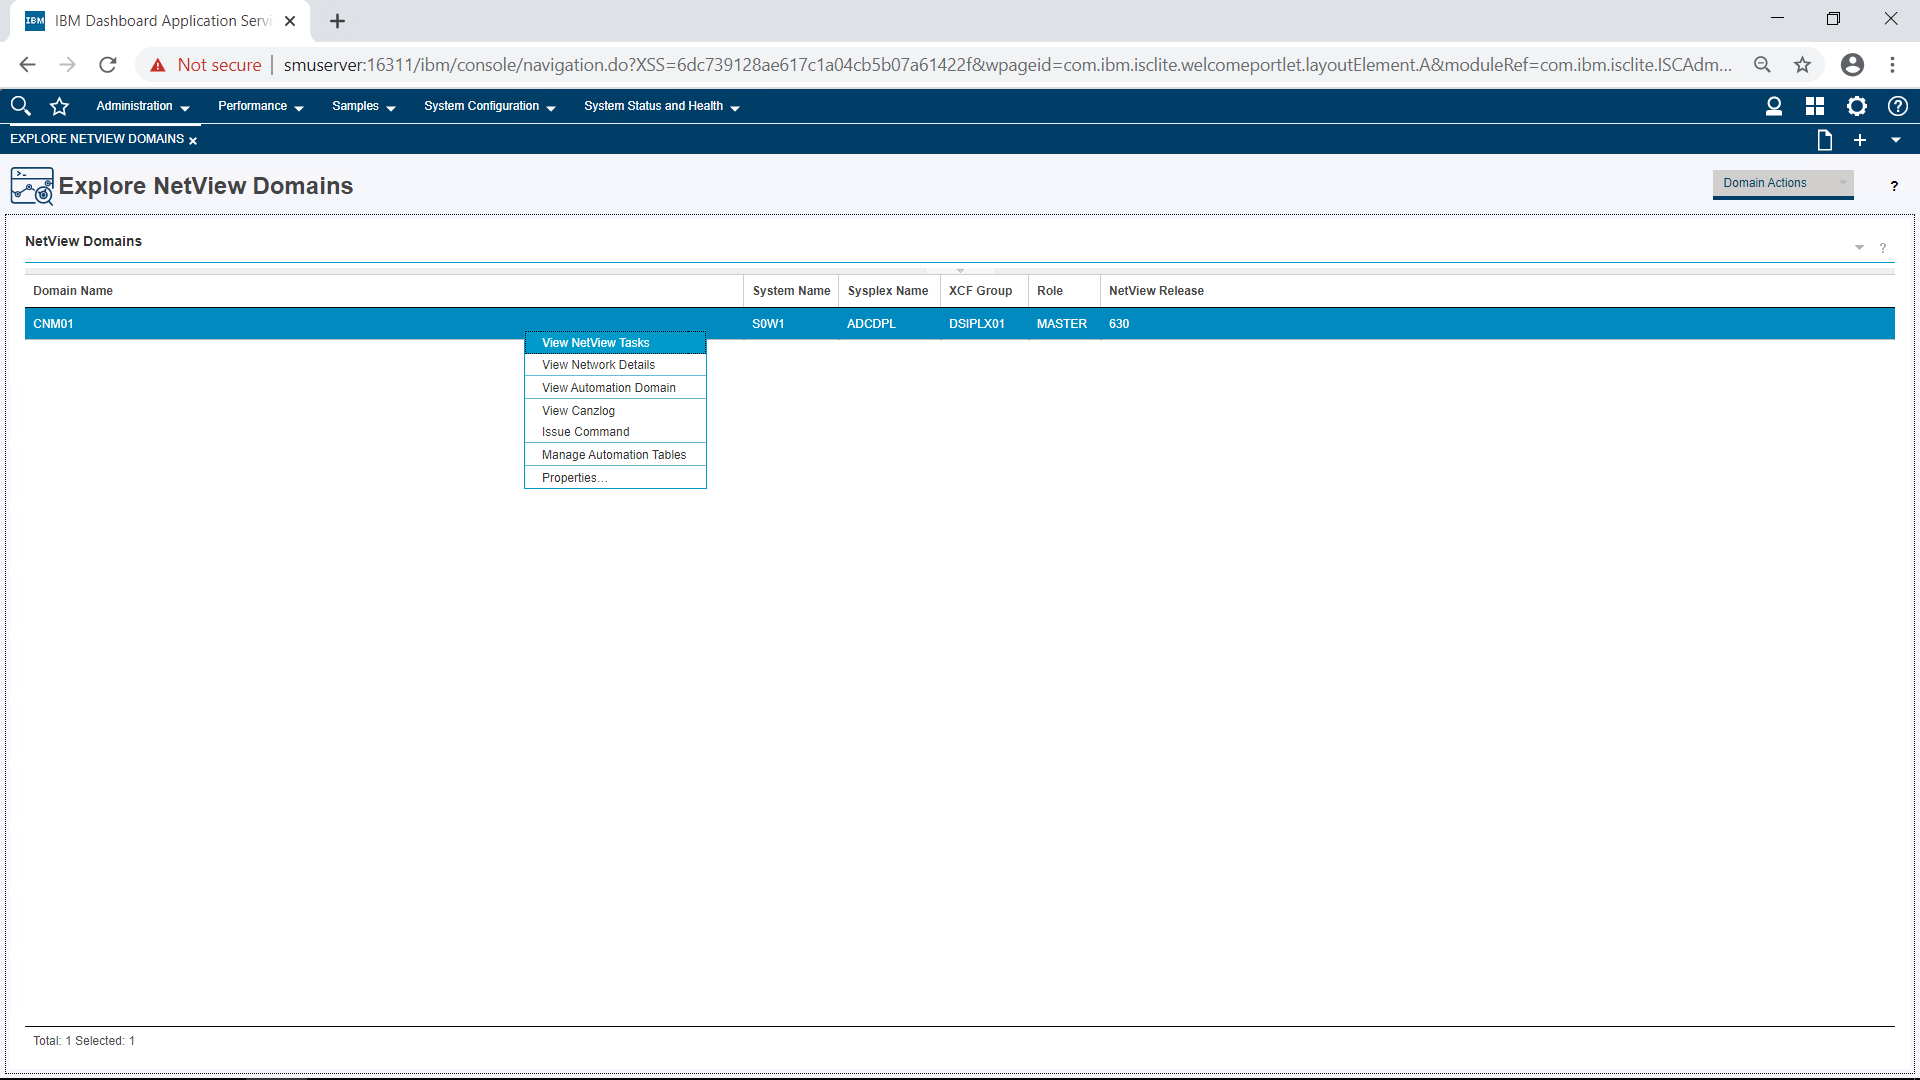 IBM Dashboard Application Servi
Not secure smuserver:16311/ibm/console/navigation.do?XSS=6dc739128ae617c1a04cb5b07a61422f&wpageid=com.ibm.isclite.welcomeportlet.layoutElement.A&moduleRef=com.ibm.isclite.ISCAdm...
Administration Performance Samples System Configuration System Status and Health
EXPLORE NETVIEW DOMAINS
Explore NetView Domains
Domain Actions
?
NetView Domains
?
Domain Name System Name Sysplex Name XCF Group Role NetView Release
CNM01 S0W1 ADCDPL DSIPLX01 MASTER 630
View NetView Tasks
View Network Details
View Automation Domain
View Canzlog
Issue Command
Manage Automation Tables
Properties...
Total: 1 Selected: 1